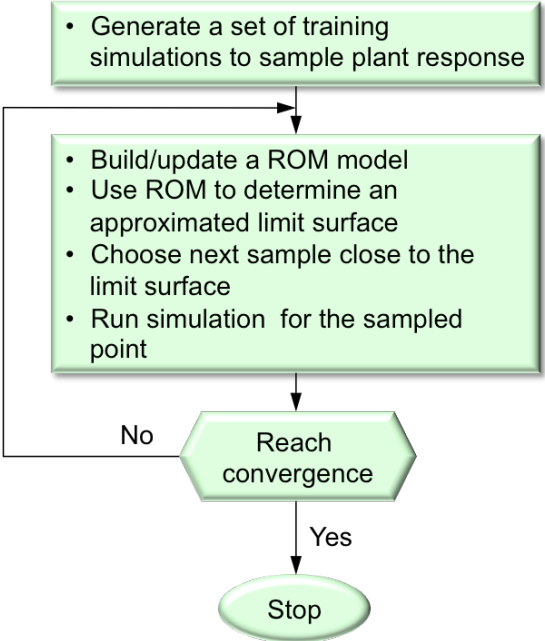 • Generate a set of training
simulations to sample plant response
• Build/update a ROM model
• Use ROM to determine an
approximated limit surface
• Choose next sample close to the
limit surface
• Run simulation for the sampled
point
No
Reach
convergence
Yes
Stop